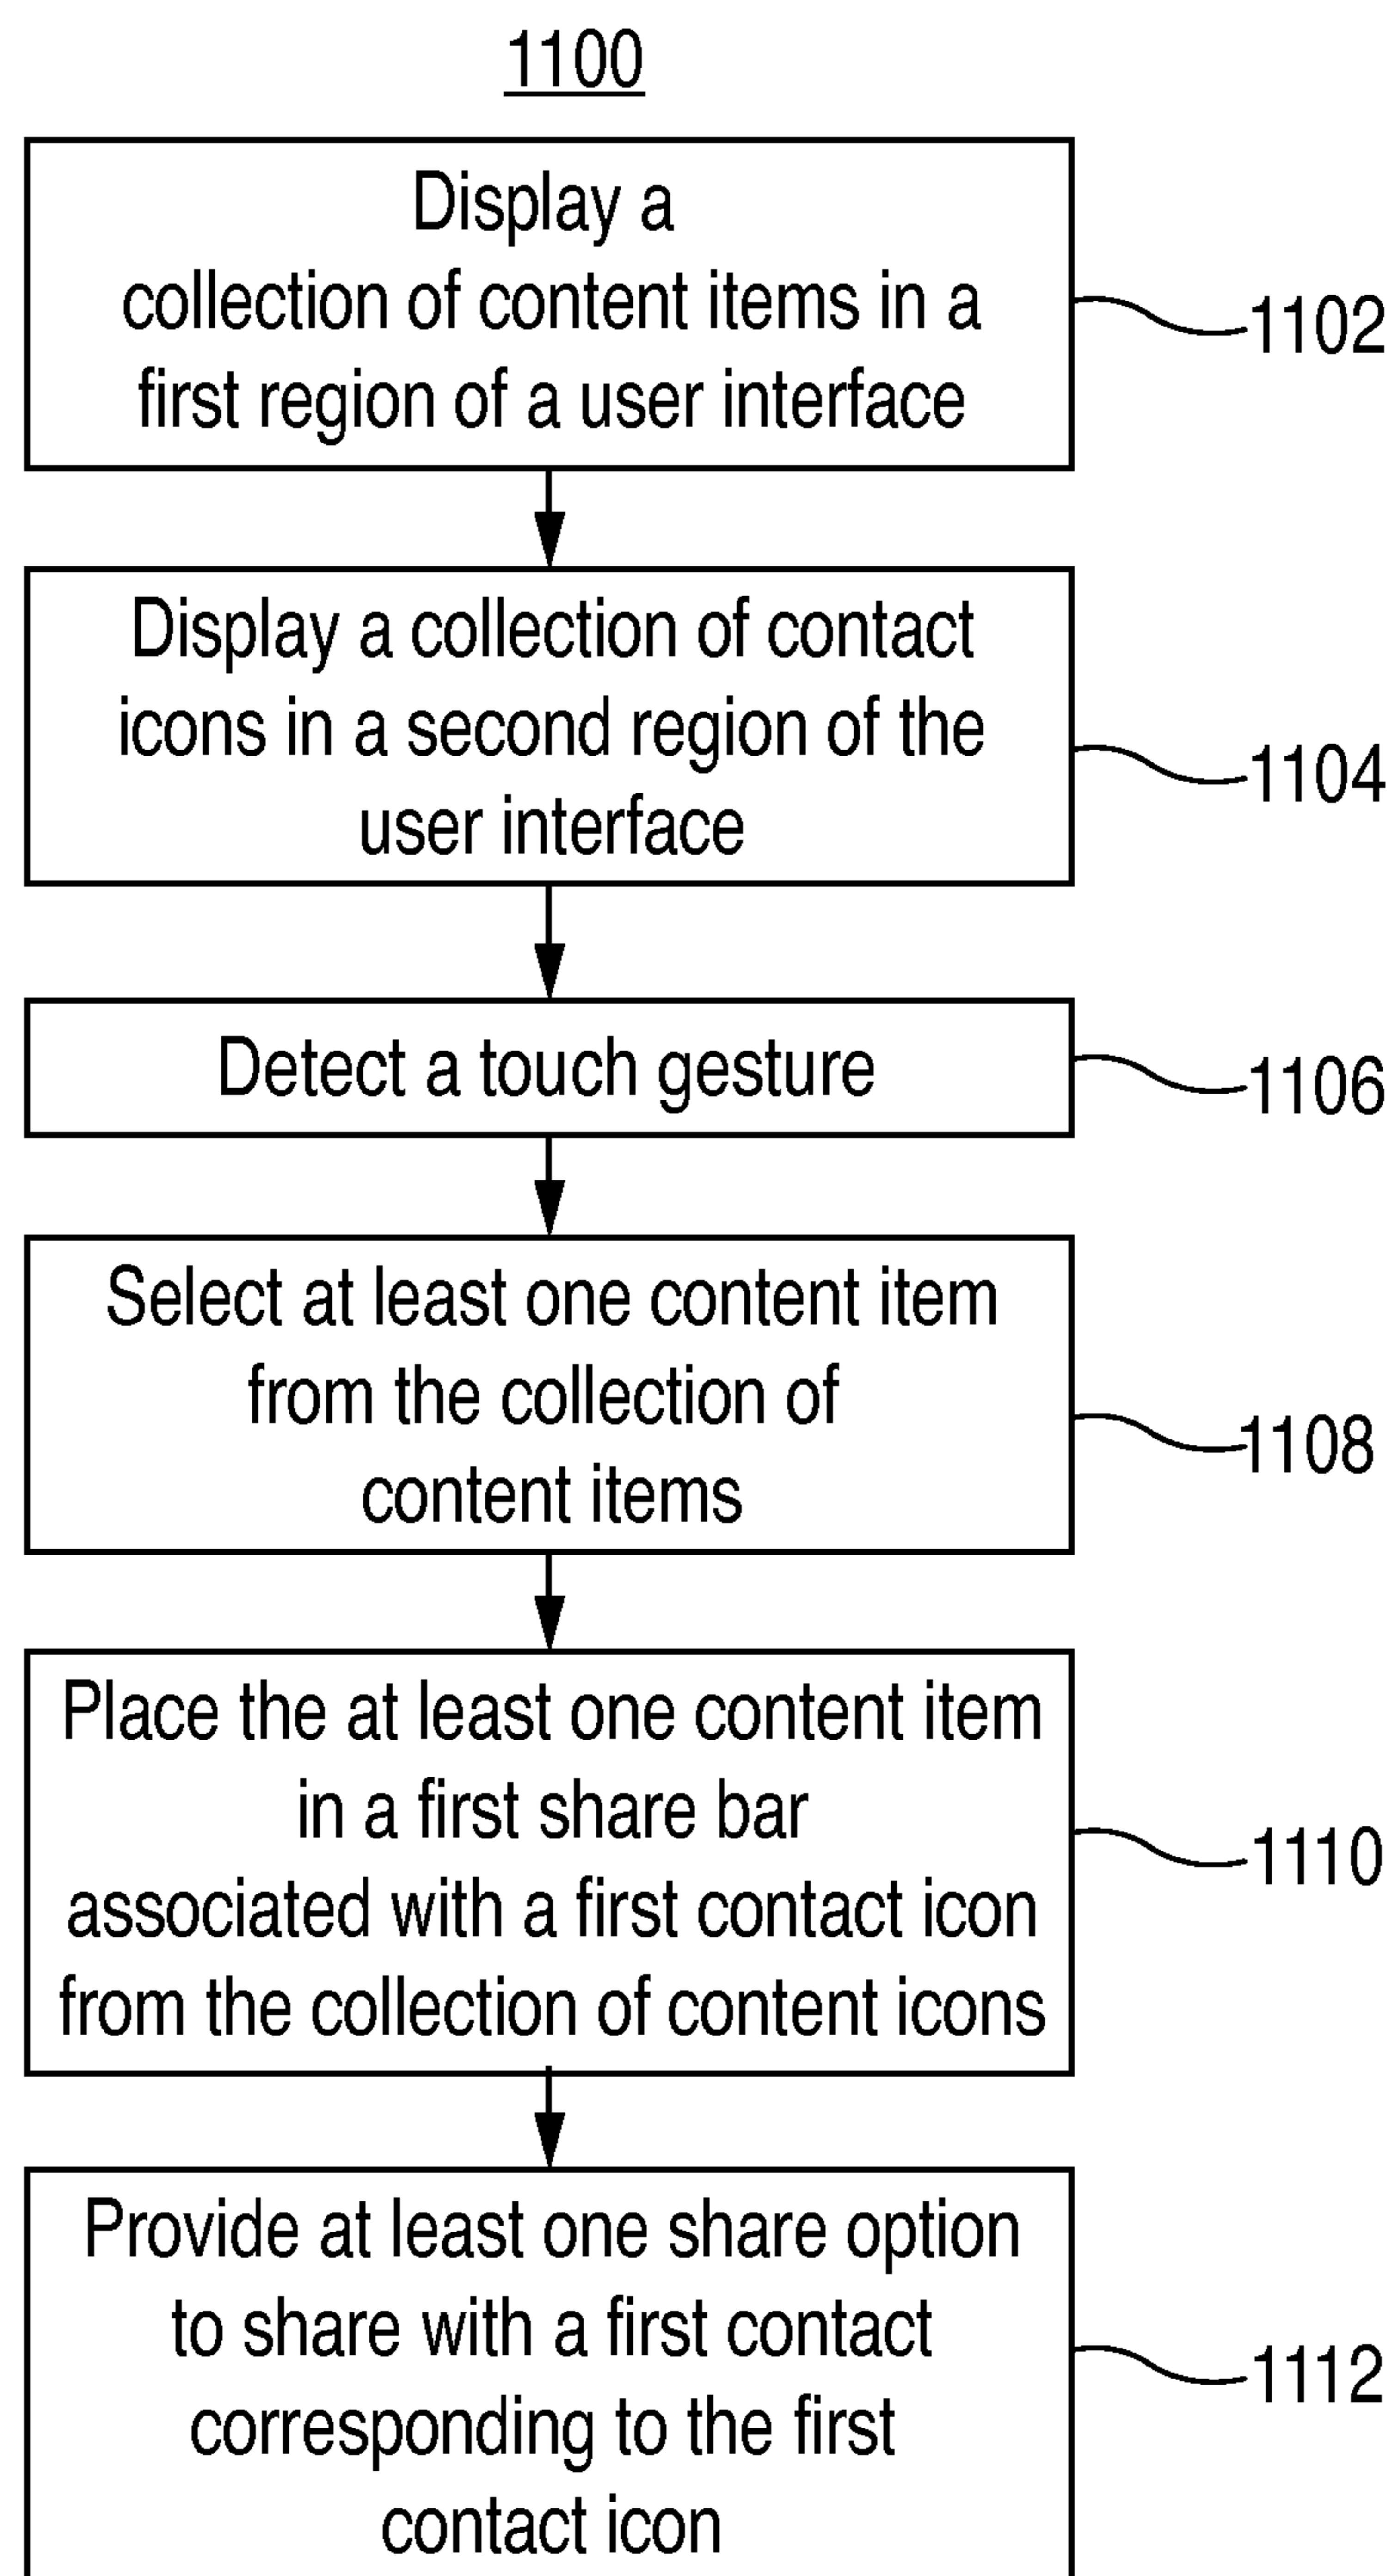 1100
Display a
collection of content items in a
first region of a user interface
1102
Display a collection of contact
icons in a second region of the
user interface
1104
Detect a touch gesture
1106
Select at least one content item
from the collection of
content items
1108
Place the at least one content item
in a first share bar
associated with a first contact icon
from the collection of content icons
1110
Provide at least one share option
to share with a first contact
corresponding to the first
contact icon
1112